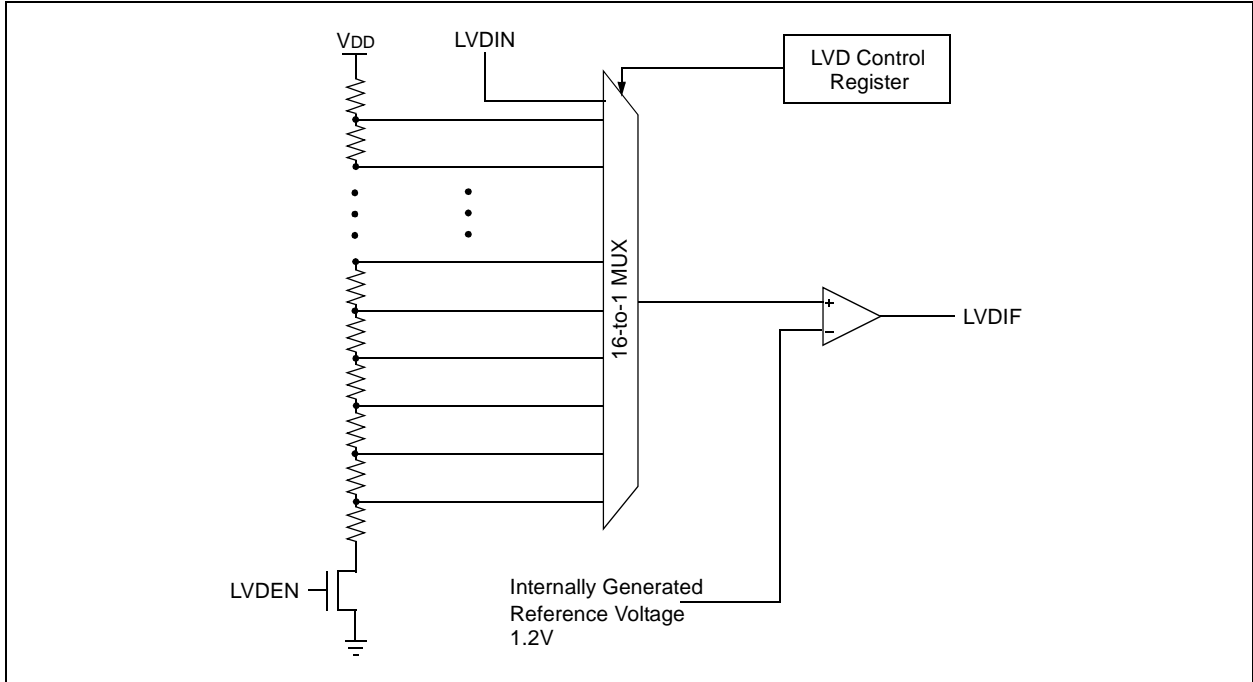 VDD
LVDIN
LVD Control
Register
16-to-1 MUX
+
−
LVDIF
LVDEN
Internally Generated
Reference Voltage
1.2V